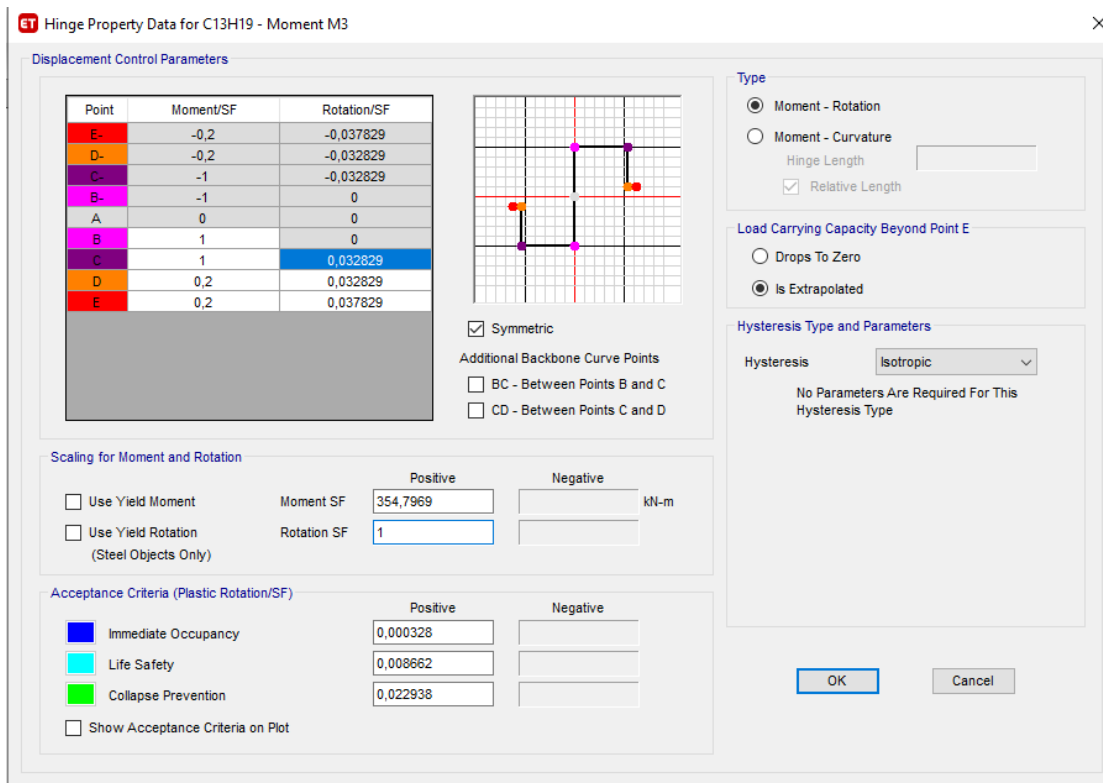 ET Hinge Property Data for C13H19 - Moment M3
Displacement Control Parameters
Point Moment/SF Rotation/SF
E- -0,2 -0,037829
D- -0,2 -0,032829
C- -1 -0,032829
B- -1 0
A 0 0
B 1 0
C 1 0,032829
D 0,2 0,032829
E 0,2 0,037829
Symmetric
Additional Backbone Curve Points
BC - Between Points B and C
CD - Between Points C and D
Scaling for Moment and Rotation
Positive Negative
Use Yield Moment Moment SF 354,7969 kN-m
Use Yield Rotation Rotation SF 1
(Steel Objects Only)
Acceptance Criteria (Plastic Rotation/SF)
Positive Negative
Immediate Occupancy 0,000328
Life Safety 0,008662
Collapse Prevention 0,022938
Show Acceptance Criteria on Plot
Type
Moment - Rotation
Moment - Curvature
Hinge Length
Relative Length
Load Carrying Capacity Beyond Point E
Drops To Zero
Is Extrapolated
Hysteresis Type and Parameters
Hysteresis Isotropic
No Parameters Are Required For This
Hysteresis Type
OK Cancel